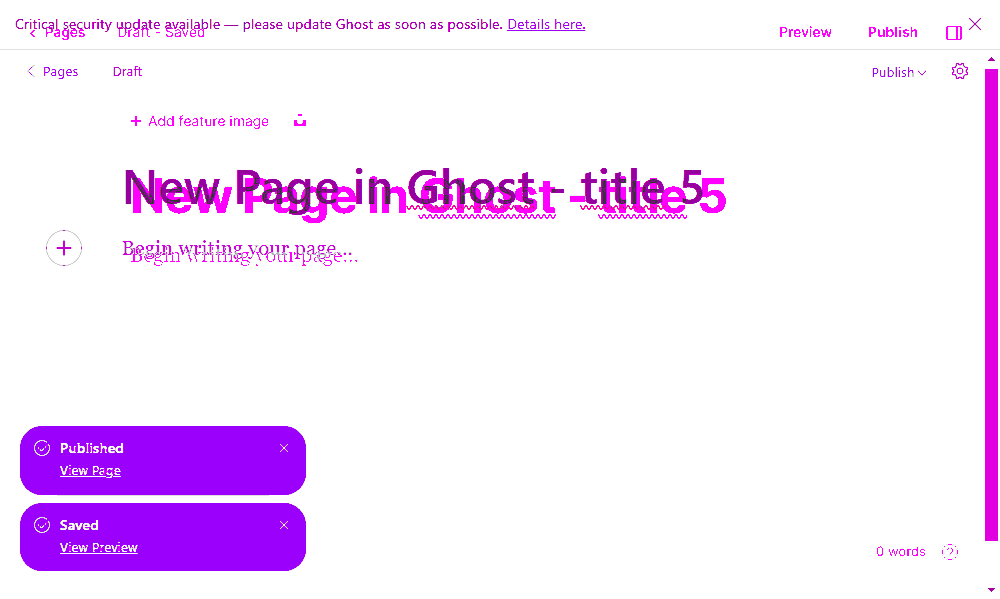 Critical security update available — please update Ghost as soon as possible. Details here.
Pages Draft - Saved Preview Publish
Pages Draft Publish
+ Add feature image
New Page in Ghost - title 5
New Page in Ghost - title 5
Begin writing your page...
Begin writing your page...
Published
View Page
Saved
View Preview
0 words ?